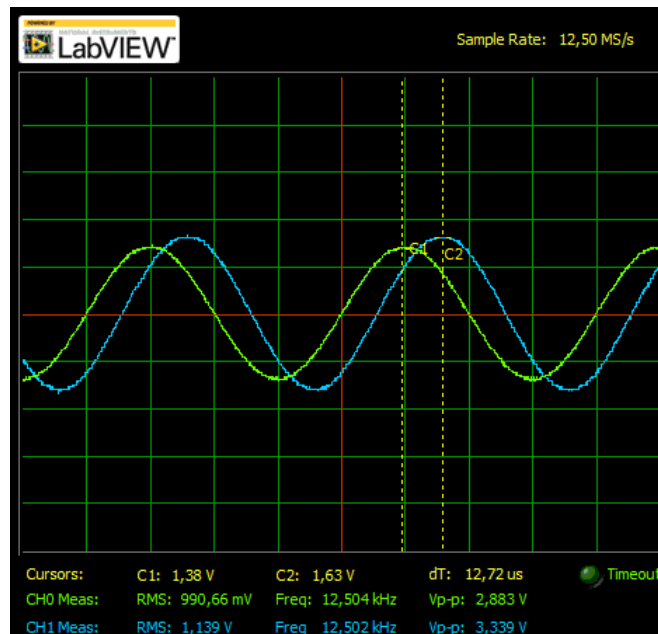 POWERED BY
NATIONAL INSTRUMENTS
LabVIEW™
Sample Rate: 12,50 MS/s
C1
C2
Cursors: C1: 1,38 V C2: 1,63 V dT: 12,72 us Timeout
CH0 Meas: RMS: 990,66 mV Freq: 12,504 kHz Vp-p: 2,883 V
CH1 Meas: RMS: 1,139 V Freq 12,502 kHz Vp-p: 3,339 V